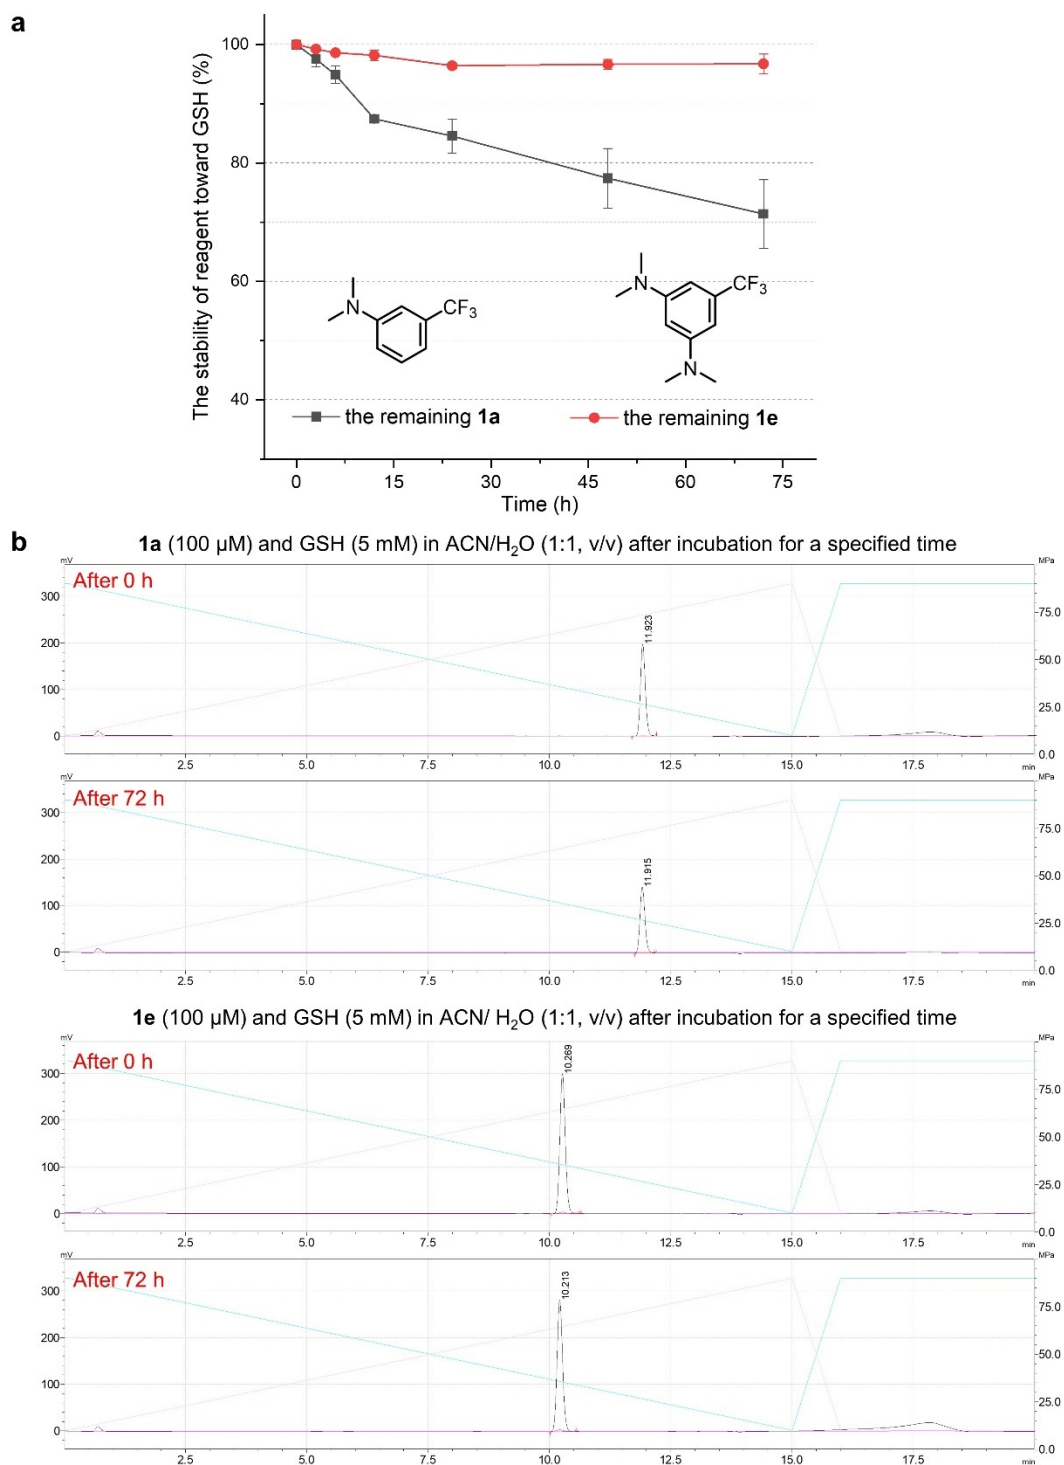 a
The stability of reagent toward GSH (%)
100
80
60
40
N
CF3
N
CF3
N
the remaining 1a
the remaining 1e
0 15 30 45 60 75
Time (h)
b
1a (100 μM) and GSH (5 mM) in ACN/H2O (1:1, v/v) after incubation for a specified time
mV MPa
After 0 h
300
200
100
0
11.923
75.0
50.0
25.0
0.0
2.5 5.0 7.5 10.0 12.5 15.0 17.5 min
mV MPa
After 72 h
300
200
100
0
11.915
75.0
50.0
25.0
0.0
2.5 5.0 7.5 10.0 12.5 15.0 17.5 min
1e (100 μM) and GSH (5 mM) in ACN/ H2O (1:1, v/v) after incubation for a specified time
mV MPa
After 0 h
300
200
100
0
10.269
75.0
50.0
25.0
0.0
2.5 5.0 7.5 10.0 12.5 15.0 17.5 min
mV MPa
After 72 h
300
200
100
0
10.213
75.0
50.0
25.0
0.0
2.5 5.0 7.5 10.0 12.5 15.0 17.5 min